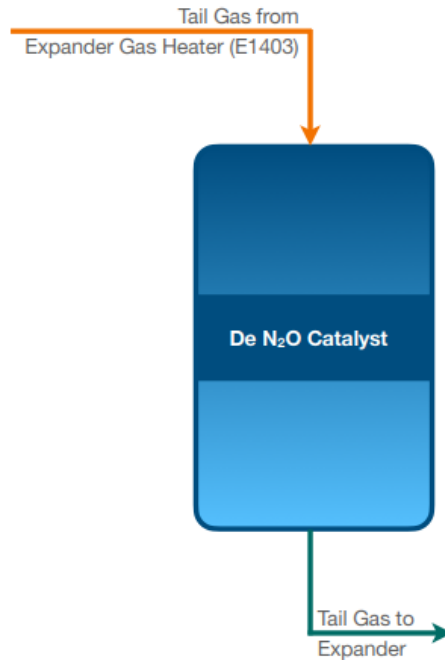 Tail Gas from
Expander Gas Heater (E1403)
De N₂O Catalyst
Tail Gas to
Expander